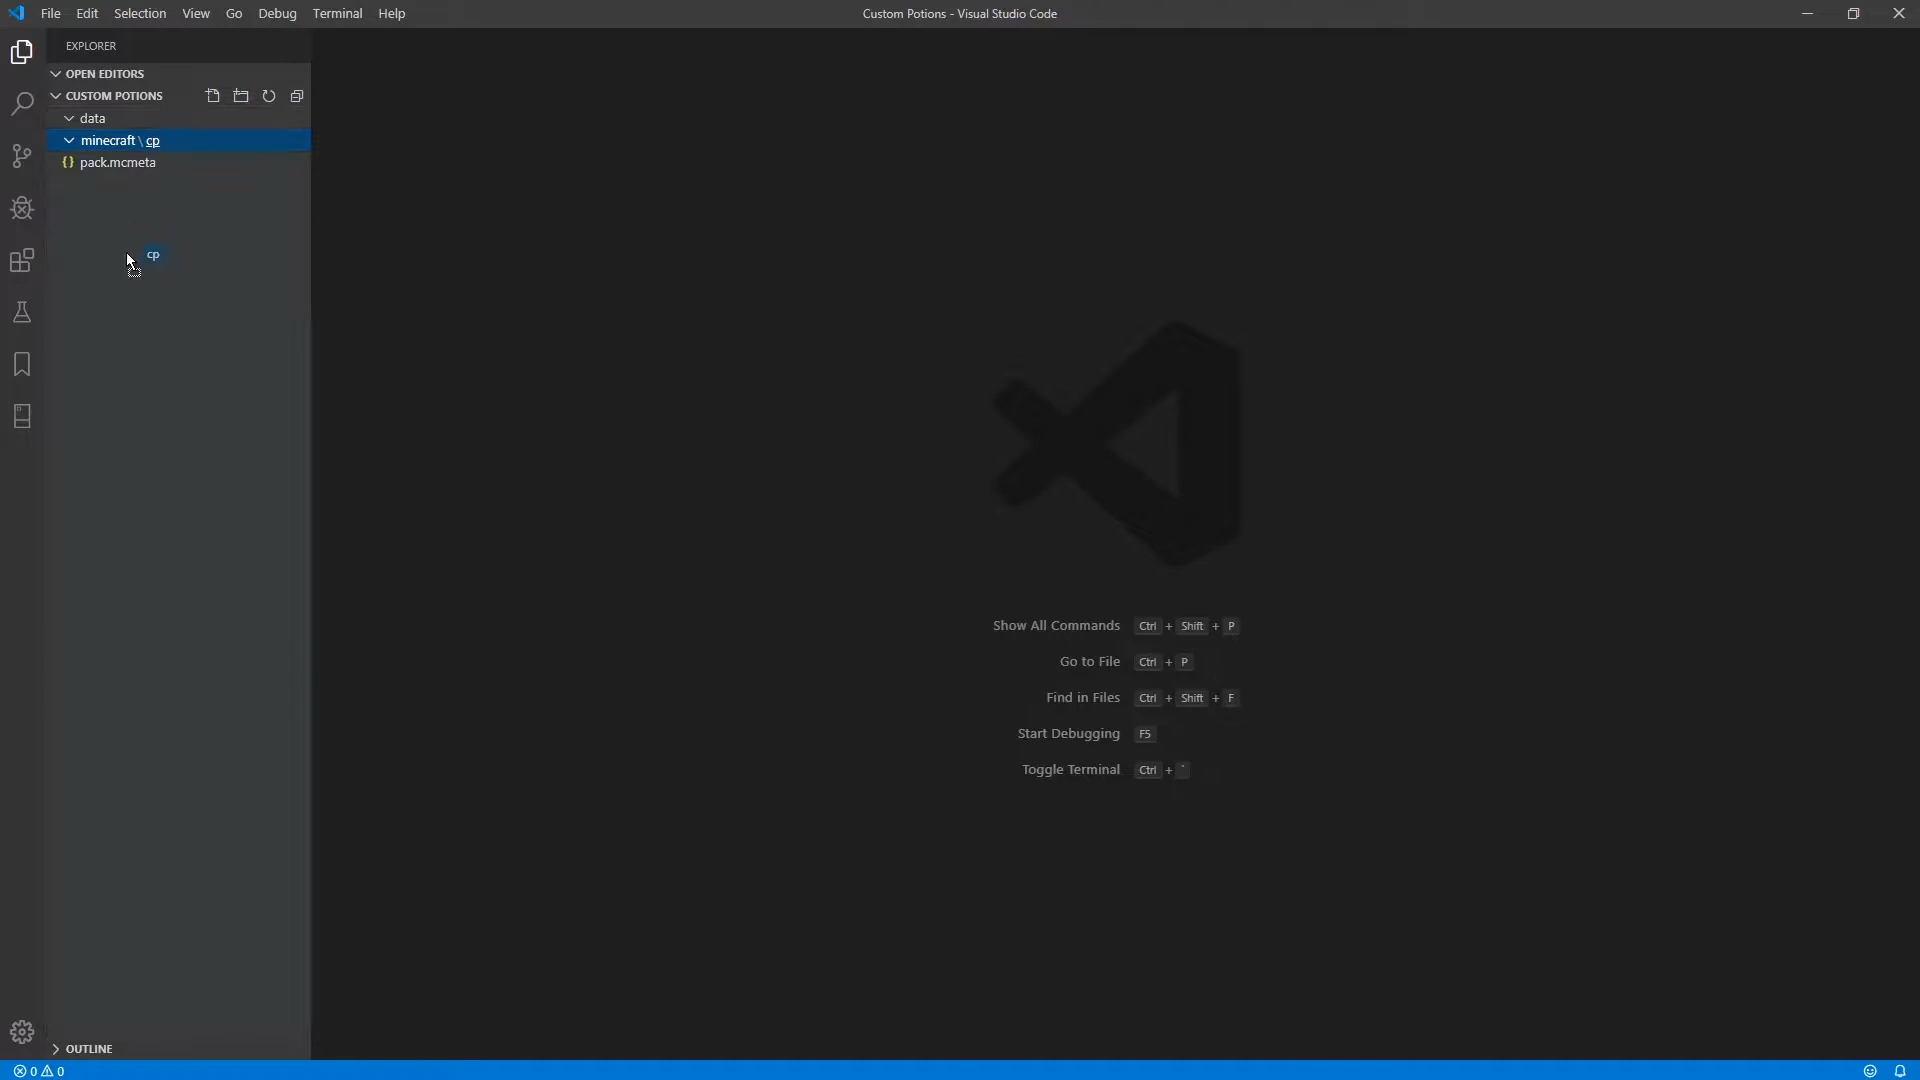 File Edit Selection View Go Debug Terminal Help
Custom Potions - Visual Studio Code
EXPLORER
OPEN EDITORS
CUSTOM POTIONS
data
minecraft \ cp
{} pack.mcmeta
cp
Show All Commands Ctrl + Shift + P
Go to File Ctrl + P
Find in Files Ctrl + Shift + F
Start Debugging F5
Toggle Terminal Ctrl + `
OUTLINE
0 0